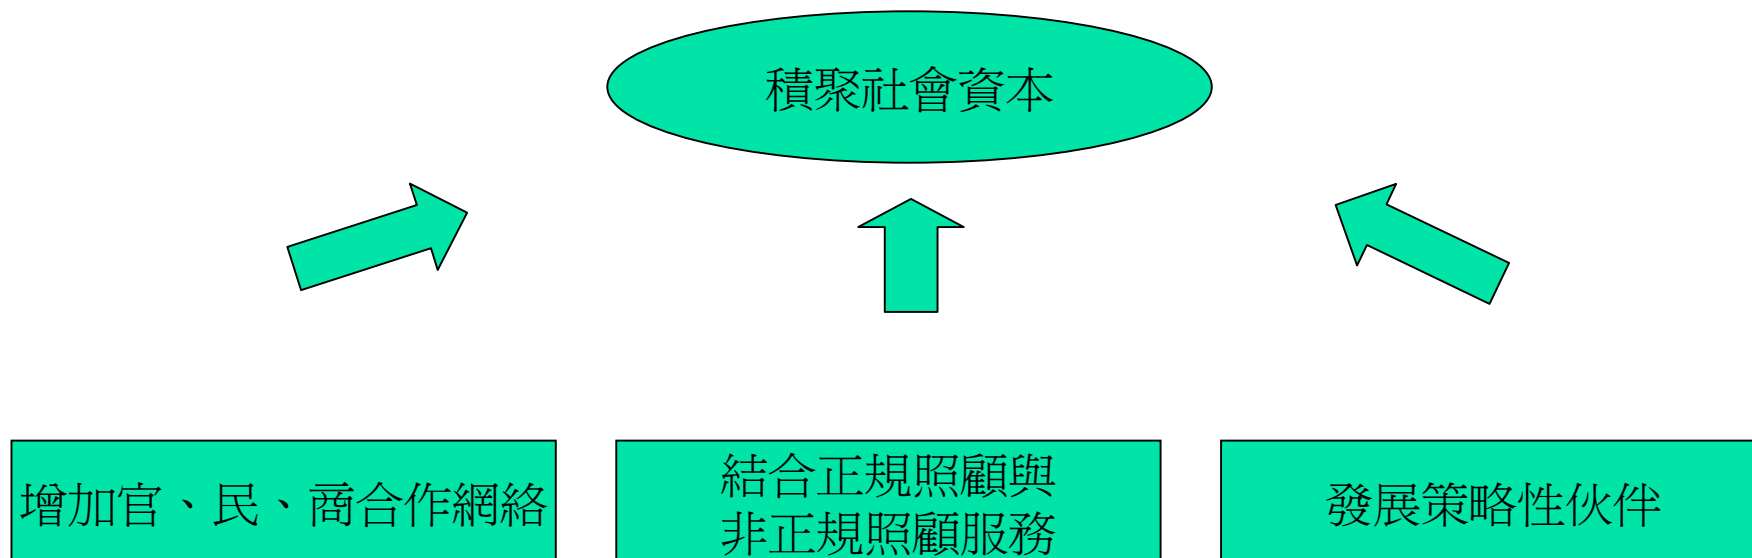 積聚社會資本
增加官、民、商合作網絡
結合正規照顧與
非正規照顧服務
發展策略性伙伴